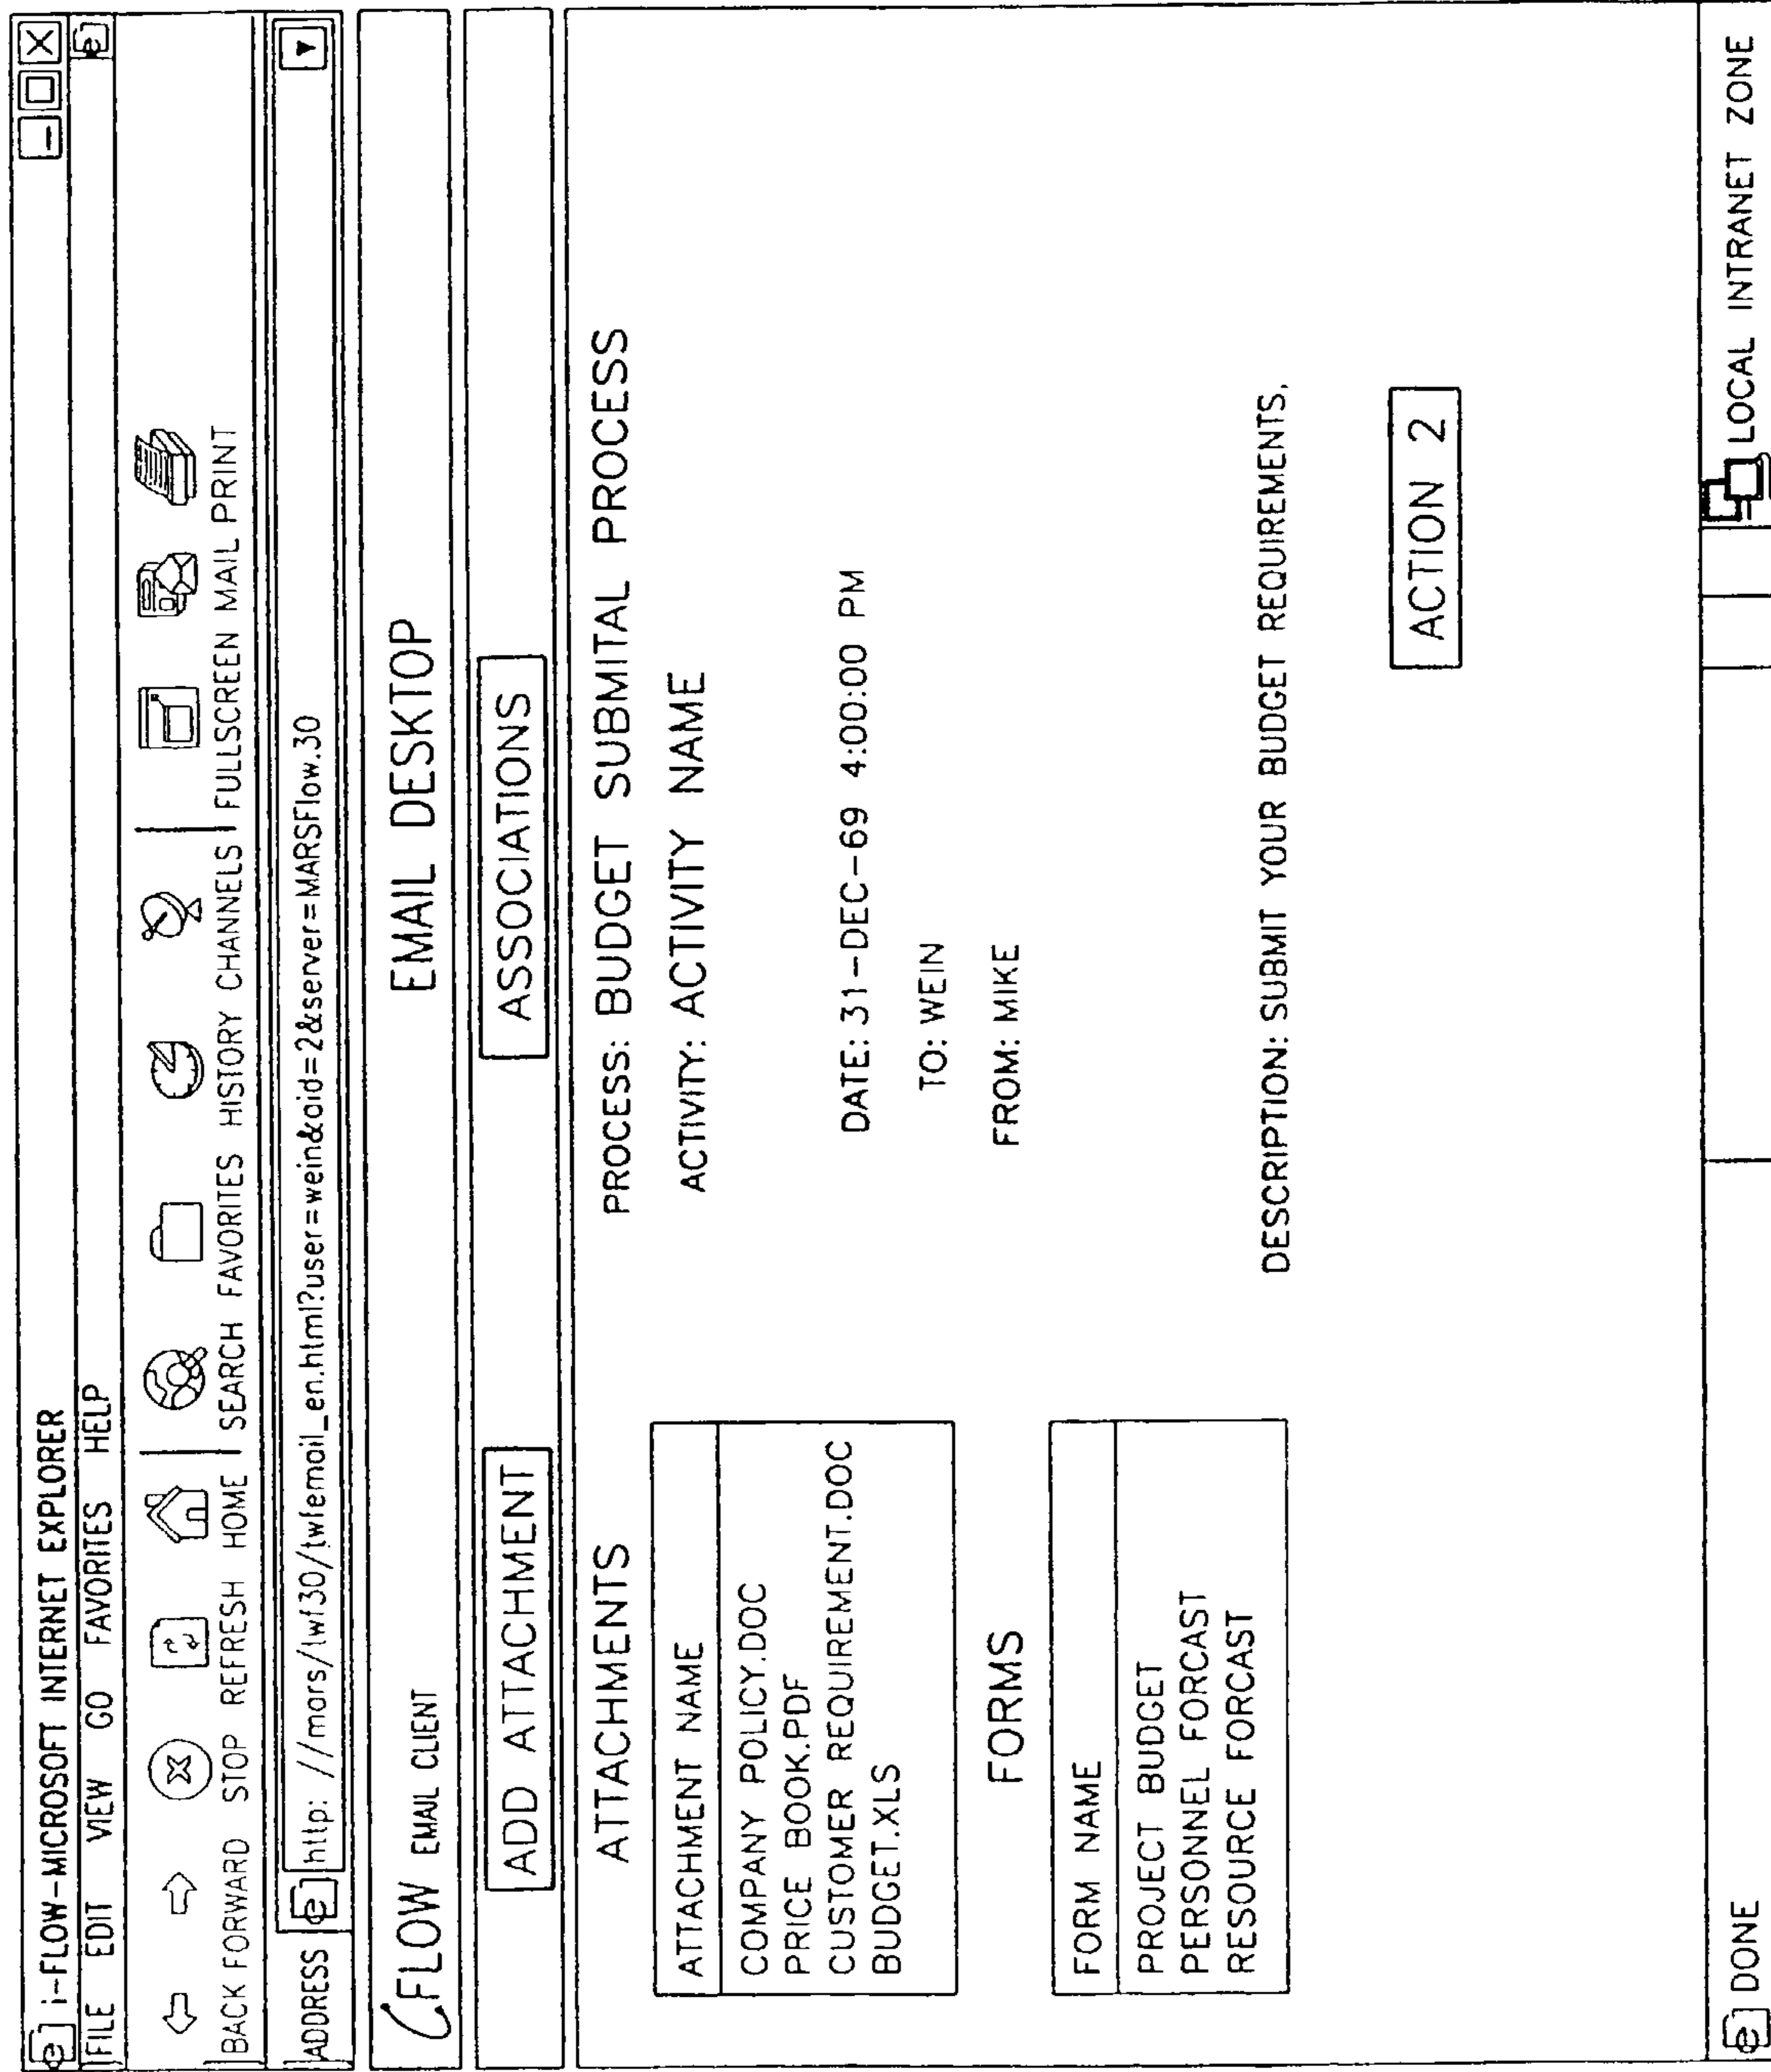 i-FLOW-MICROSOFT INTERNET EXPLORER
FILE EDIT VIEW GO FAVORITES HELP
BACK FORWARD STOP REFRESH HOME SEARCH FAVORITES HISTORY CHANNELS FULLSCREEN MAIL PRINT
ADDRESS http: //mars/twf30/twfemail_en.html?user=wein&oid=2&server=MARSFlow.30
FLOW EMAIL CLIENT EMAIL DESKTOP
ADD ATTACHMENT ASSOCIATIONS
ATTACHMENTS
ATTACHMENT NAME
COMPANY POLICY.DOC
PRICE BOOK.PDF
CUSTOMER REQUIREMENT.DOC
BUDGET.XLS
FORMS
FORM NAME
PROJECT BUDGET
PERSONNEL FORCAST
RESOURCE FORCAST
PROCESS: BUDGET SUBMITAL PROCESS
ACTIVITY: ACTIVITY NAME
DATE: 31-DEC-69 4:00:00 PM
TO: WEIN
FROM: MIKE
DESCRIPTION: SUBMIT YOUR BUDGET REQUIREMENTS.
ACTION 2
DONE LOCAL INTRANET ZONE